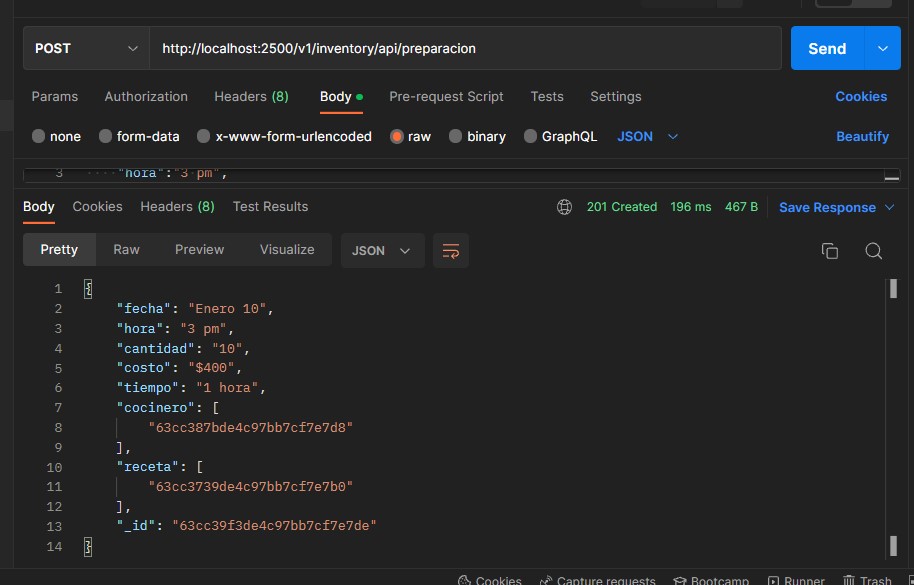 POST http://localhost:2500/v1/inventory/api/preparacion Send
Params Authorization Headers (8) Body Pre-request Script Tests Settings Cookies
none form-data x-www-form-urlencoded raw binary GraphQL JSON Beautify
3 "hora":"3 pm",
Body Cookies Headers (8) Test Results 201 Created 196 ms 467 B Save Response
Pretty Raw Preview Visualize JSON
1 {
2 "fecha": "Enero 10",
3 "hora": "3 pm",
4 "cantidad": "10",
5 "costo": "$400",
6 "tiempo": "1 hora",
7 "cocinero": [
8 "63cc387bde4c97bb7cf7e7d8"
9 ],
10 "receta": [
11 "63cc3739de4c97bb7cf7e7b0"
12 ],
13 "_id": "63cc39f3de4c97bb7cf7e7de"
14 }
Cookies Capture requests Bootcamp Runner Trash